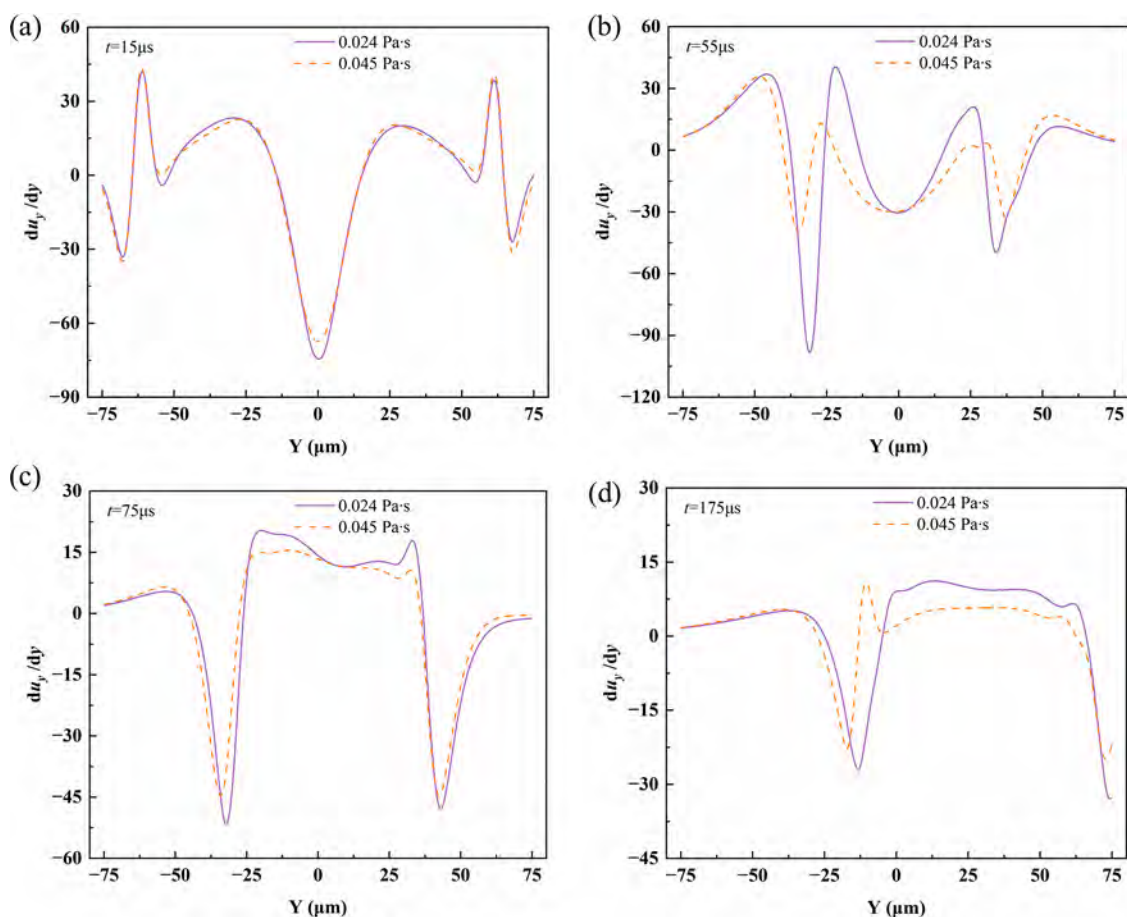 (a)
t=15μs
0.024 Pa·s
0.045 Pa·s
60
30
0
−30
−60
−90
du_y /dy
−75 −50 −25 0 25 50 75
Y (μm)
(b)
t=55μs
0.024 Pa·s
0.045 Pa·s
60
30
0
−30
−60
−90
−120
du_y /dy
−75 −50 −25 0 25 50 75
Y (μm)
(c)
t=75μs
0.024 Pa·s
0.045 Pa·s
30
15
0
−15
−30
−45
−60
du_y /dy
−75 −50 −25 0 25 50 75
Y (μm)
(d)
t=175μs
0.024 Pa·s
0.045 Pa·s
30
15
0
−15
−30
−45
du_y /dy
−75 −50 −25 0 25 50 75
Y (μm)